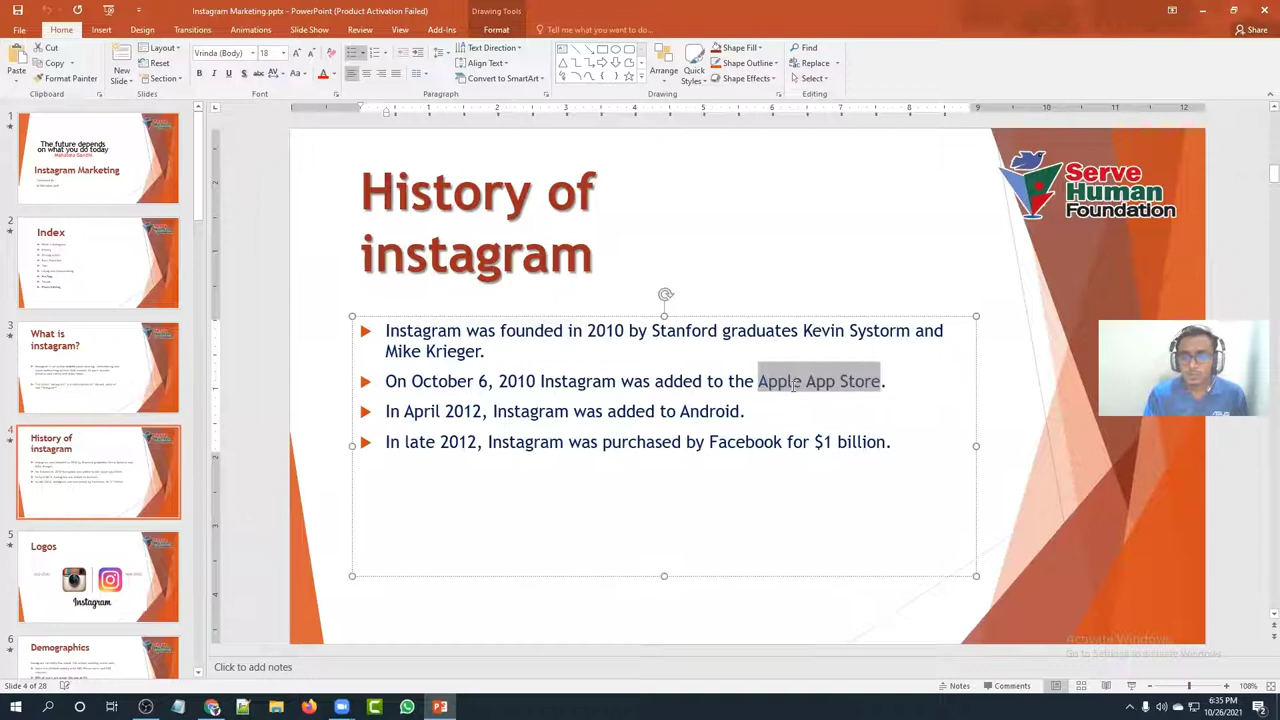 Instagram Marketing.pptx - PowerPoint (Product Activation Failed)
Drawing Tools
File Home Insert Design Transitions Animations Slide Show Review View Add-Ins Format Tell me what you want to do...
Share
Paste
Cut
Copy
Format Painter
Clipboard
New Slide
Layout
Reset
Section
Slides
Vrinda (Body) 18
Font
Text Direction
Align Text
Convert to SmartArt
Paragraph
Arrange
Quick Styles
Shape Fill
Shape Outline
Shape Effects
Drawing
Find
Replace
Select
Editing
1
The future depends
on what you do today
Mahatma Gandhi
Instagram Marketing
2
Index
3
What is
instagram?
4
History of
instagram
5
Logos
Instagram
6
Demographics
History of
instagram
Serve
Human
Foundation
Instagram was founded in 2010 by Stanford graduates Kevin Systorm and
Mike Krieger.
On October 6, 2010 Instagram was added to the Apple App Store.
In April 2012, Instagram was added to Android.
In late 2012, Instagram was purchased by Facebook for $1 billion.
Activate Windows
Go to Settings to activate Windows.
Click to add notes
Slide 4 of 28
Notes
Comments
108%
6:35 PM
10/26/2021